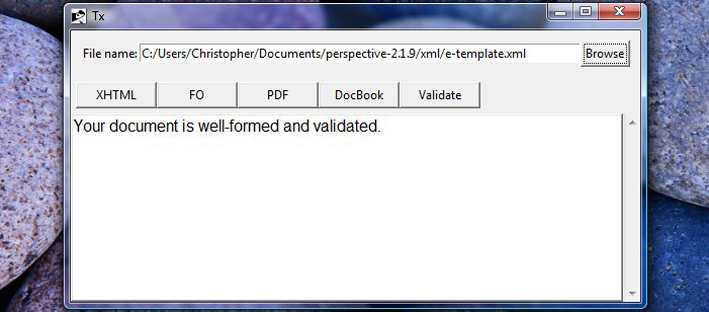 Tx
File name: C:/Users/Christopher/Documents/perspective-2.1.9/xml/e-template.xml Browse
XHTML FO PDF DocBook Validate
Your document is well-formed and validated.